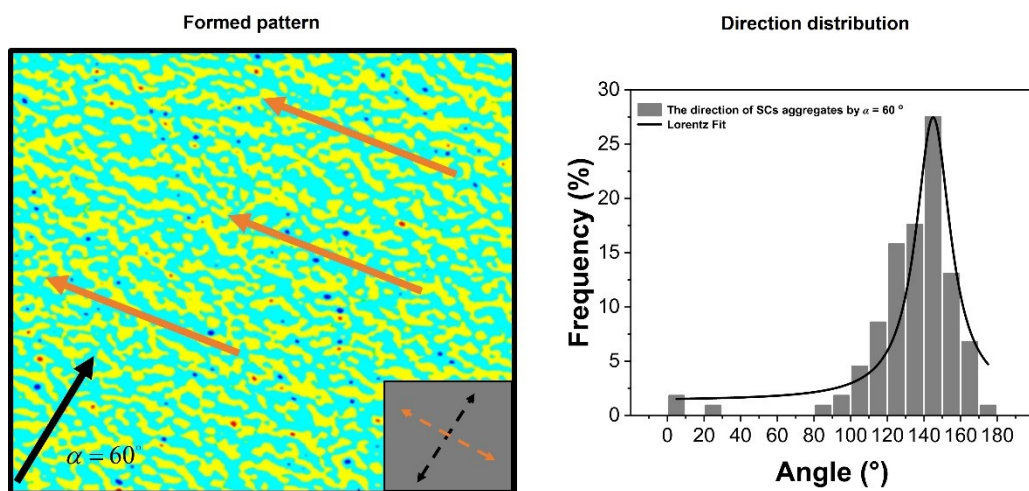 Formed pattern
α = 60°
Direction distribution
30
25
20
15
10
5
0
Frequency (%)
The direction of SCs aggregates by α = 60 °
Lorentz Fit
0 20 40 60 80 100 120 140 160 180
Angle (°)